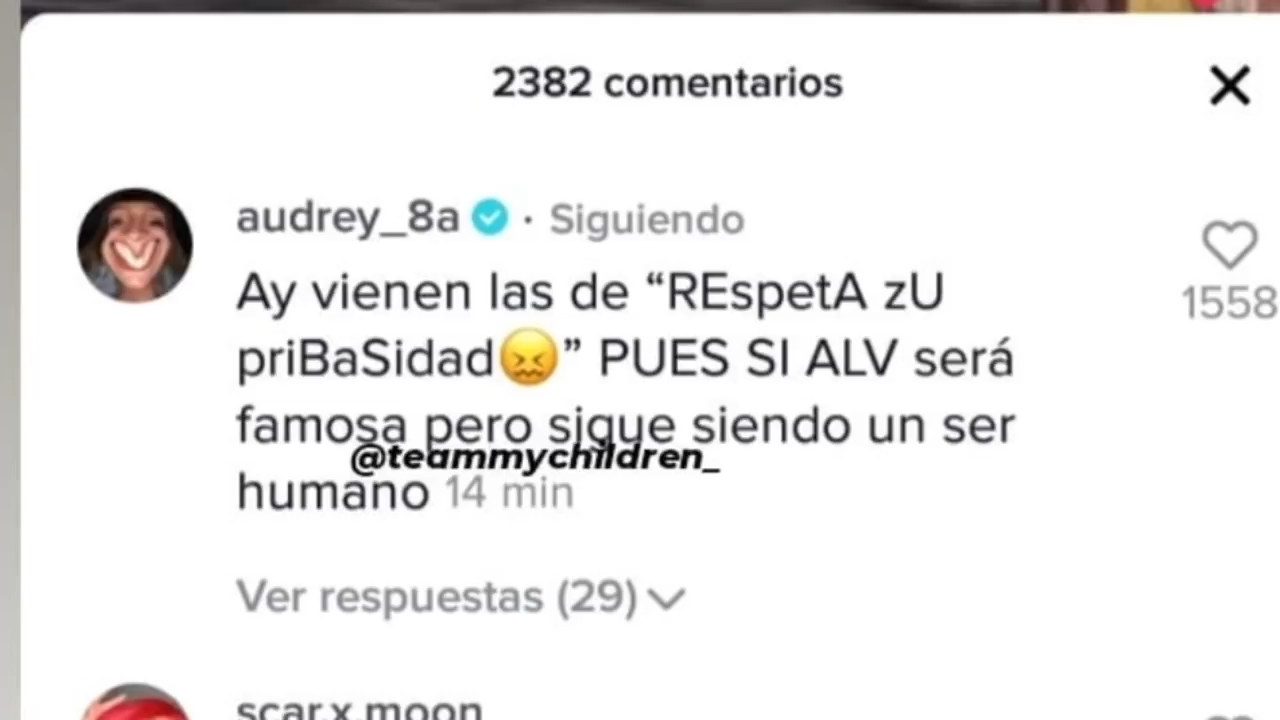 2382 comentarios
audrey_8a · Siguiendo
Ay vienen las de “REspetA zU
priBaSidad😖” PUES SI ALV será
famosa pero sigue siendo un ser
@teammychildren_
humano 14 min
1558
Ver respuestas (29)
scar.x.moon